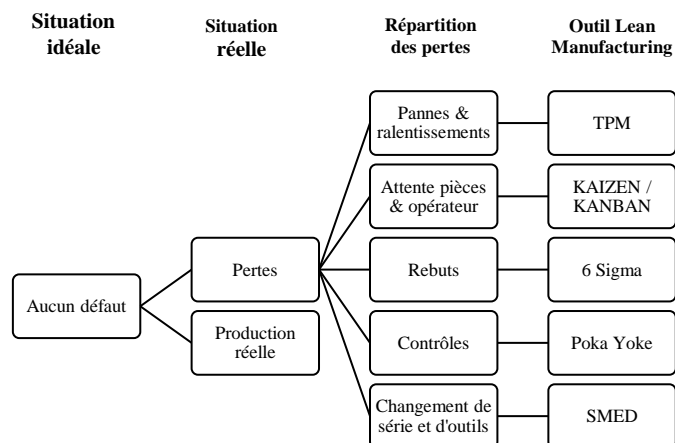 Situation
idéale
Situation
réelle
Répartition
des pertes
Outil Lean
Manufacturing
Pannes &
ralentissements
TPM
Attente pièces
& opérateur
KAIZEN /
KANBAN
Pertes
Rebuts
6 Sigma
Aucun défaut
Production
réelle
Contrôles
Poka Yoke
Changement de
série et d'outils
SMED